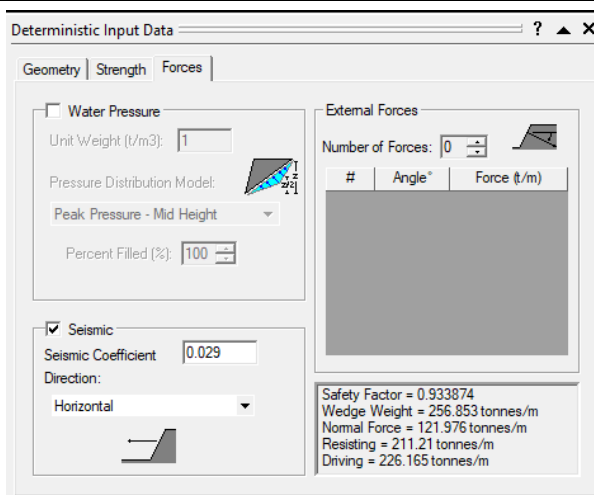 Deterministic Input Data ? ▲ ×
Geometry Strength Forces
Water Pressure
Unit Weight (t/m3): 1
Pressure Distribution Model:
z
z/2
Peak Pressure - Mid Height
Percent Filled (%): 100
Seismic
Seismic Coefficient 0.029
Direction:
Horizontal
External Forces
Number of Forces: 0
# Angle° Force (t/m)
Safety Factor = 0.933874
Wedge Weight = 256.853 tonnes/m
Normal Force = 121.976 tonnes/m
Resisting = 211.21 tonnes/m
Driving = 226.165 tonnes/m